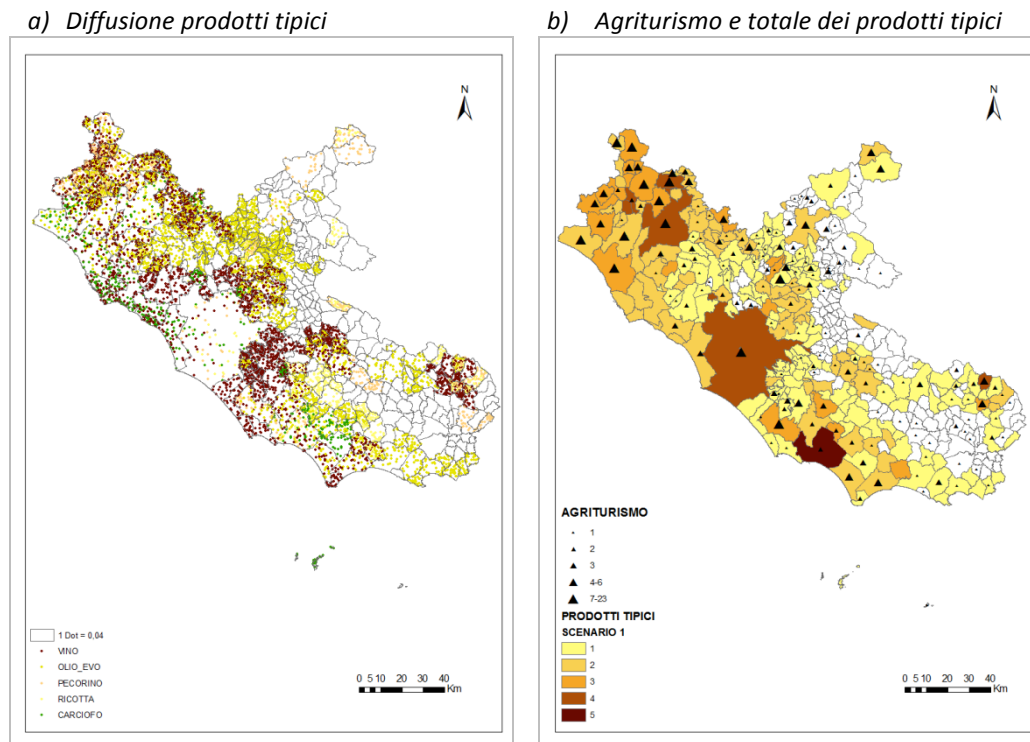 a) Diffusione prodotti tipici
N
1 Dot = 0,04
VINO
OLIO_EVO
PECORINO
RICOTTA
CARCIOFO
0 5 10 20 30 40
Km
b) Agriturismo e totale dei prodotti tipici
N
AGRITURISMO
1
2
3
4-6
7-23
PRODOTTI TIPICI
SCENARIO 1
1
2
3
4
5
0 5 10 20 30 40
Km